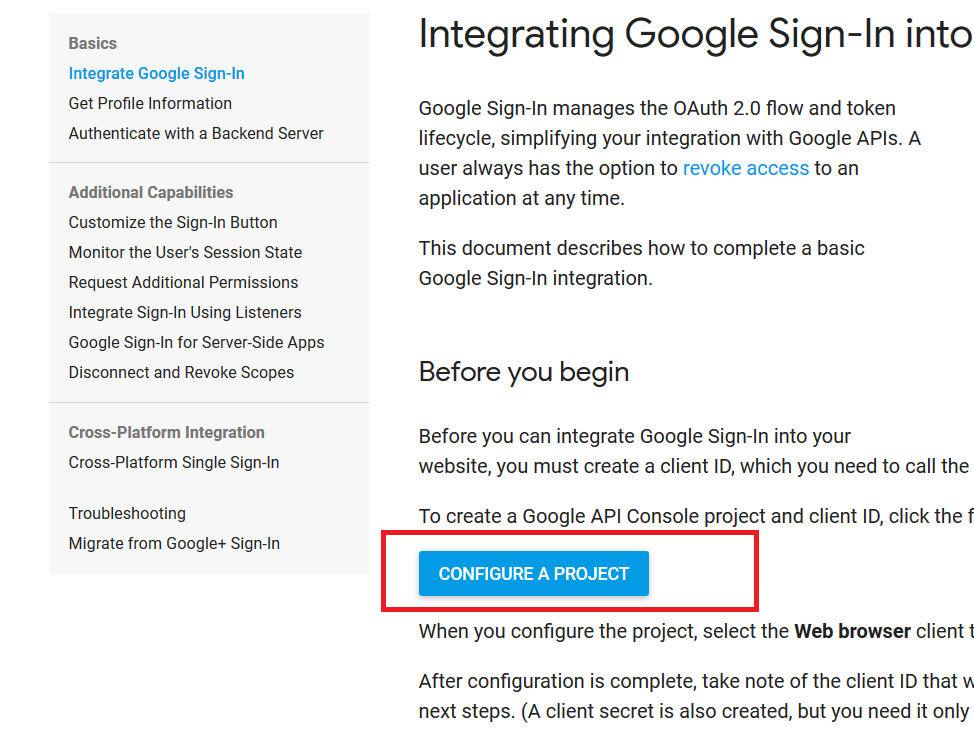 Basics
Integrate Google Sign-In
Get Profile Information
Authenticate with a Backend Server
Additional Capabilities
Customize the Sign-In Button
Monitor the User's Session State
Request Additional Permissions
Integrate Sign-In Using Listeners
Google Sign-In for Server-Side Apps
Disconnect and Revoke Scopes
Cross-Platform Integration
Cross-Platform Single Sign-In
Troubleshooting
Migrate from Google+ Sign-In
Integrating Google Sign-In into
Google Sign-In manages the OAuth 2.0 flow and token
lifecycle, simplifying your integration with Google APIs. A
user always has the option to revoke access to an
application at any time.
This document describes how to complete a basic
Google Sign-In integration.
Before you begin
Before you can integrate Google Sign-In into your
website, you must create a client ID, which you need to call the
To create a Google API Console project and client ID, click the
CONFIGURE A PROJECT
When you configure the project, select the Web browser client
After configuration is complete, take note of the client ID that
next steps. (A client secret is also created, but you need it only